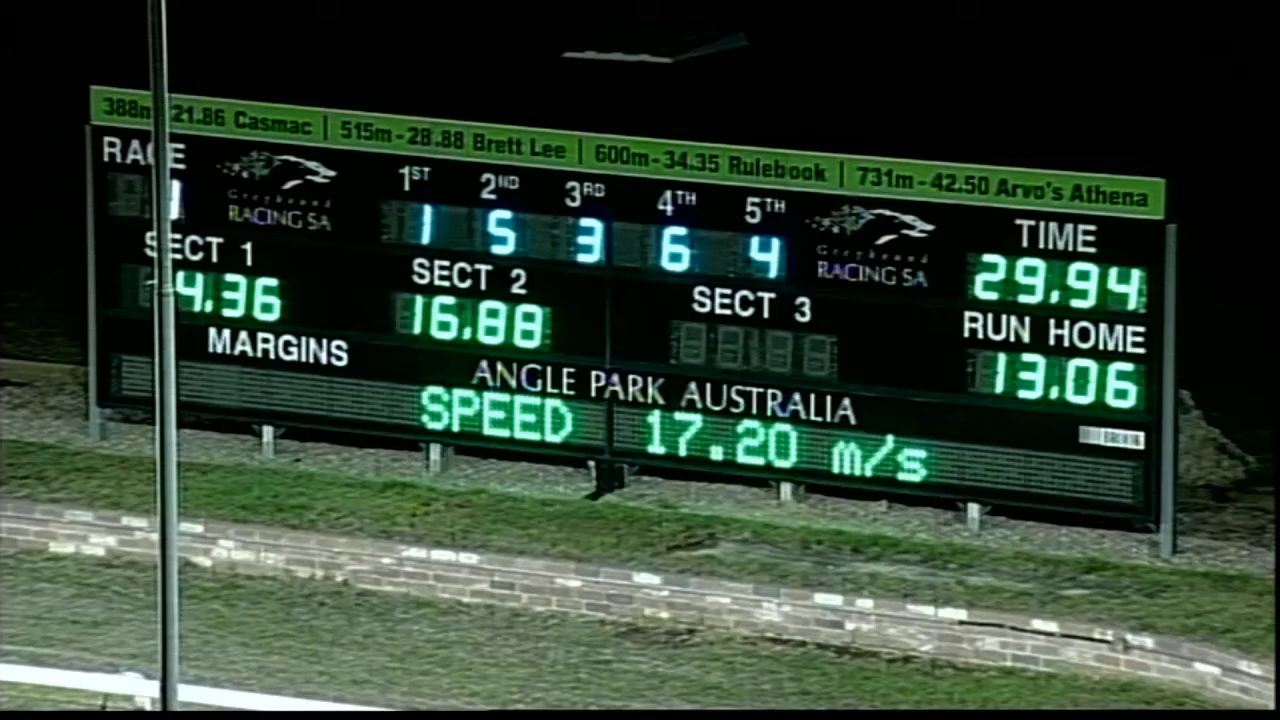 388m 21.86 Casmac | 515m - 28.88 Brett Lee | 600m - 34.35 Rulebook | 731m - 42.50 Arvo's Athena
RACE
Greyhound
RACING SA
1ST 2ND 3RD 4TH 5TH
1 5 3 6 4
Greyhound
RACING SA
TIME
29.94
SECT 1
4.36
SECT 2
16.88
SECT 3
RUN HOME
13.06
MARGINS
ANGLE PARK AUSTRALIA
SPEED 17.20 m/s